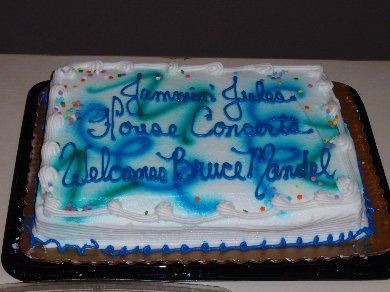 Jammin' Jules
House Concerts
Welcomes Bruce Mandel